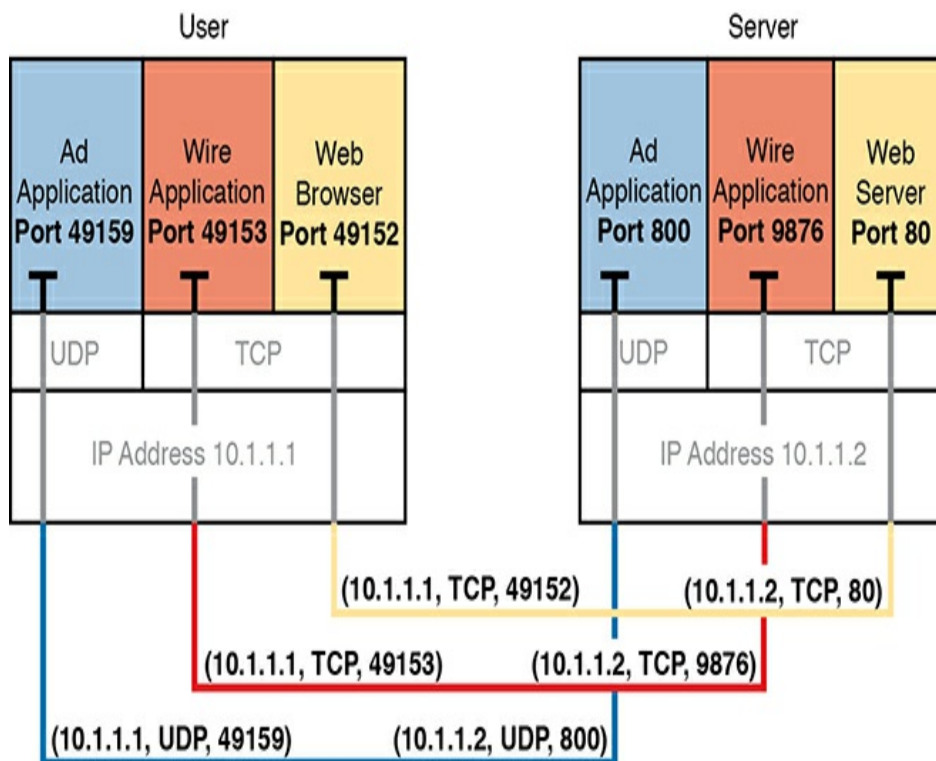 User
Ad
Application
Port 49159
Wire
Application
Port 49153
Web
Browser
Port 49152
UDP
TCP
IP Address 10.1.1.1
Server
Ad
Application
Port 800
Wire
Application
Port 9876
Web
Server
Port 80
UDP
TCP
IP Address 10.1.1.2
(10.1.1.1, TCP, 49152)
(10.1.1.2, TCP, 80)
(10.1.1.1, TCP, 49153)
(10.1.1.2, TCP, 9876)
(10.1.1.1, UDP, 49159)
(10.1.1.2, UDP, 800)